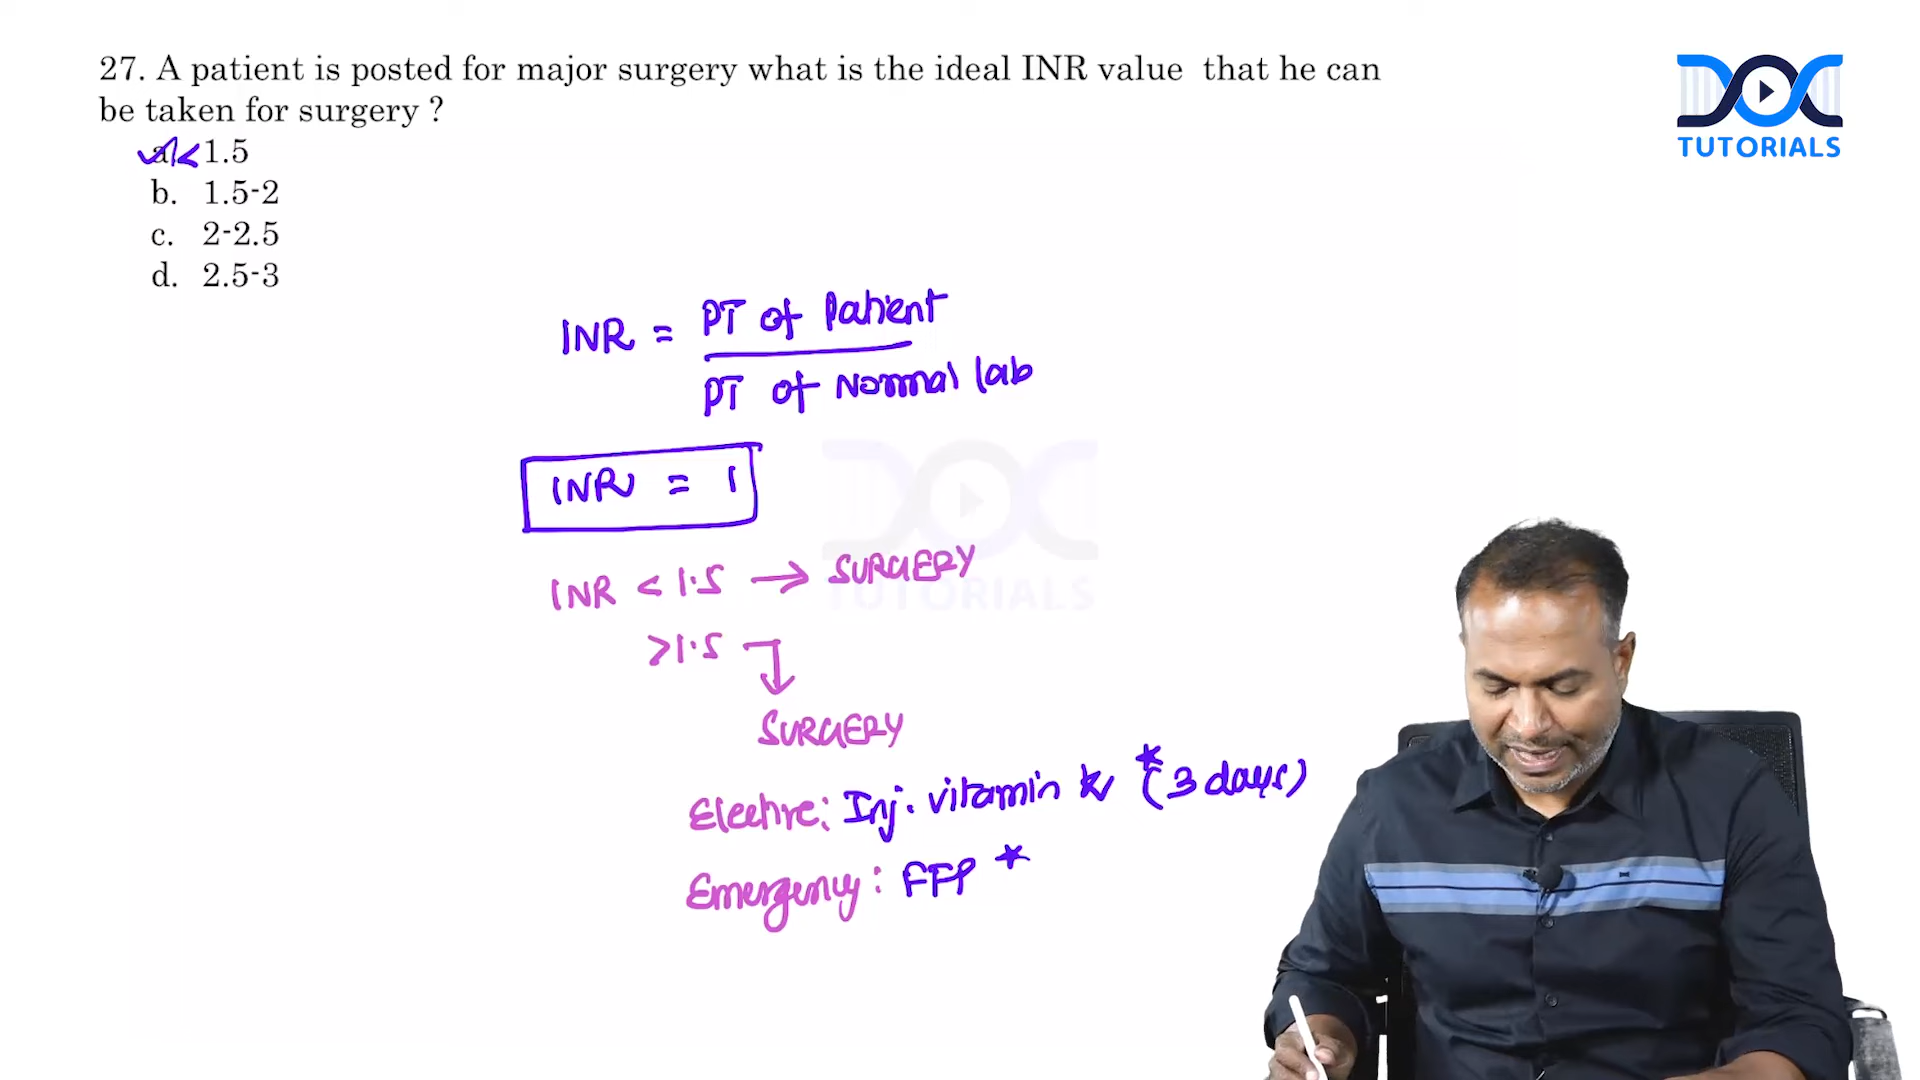 27. A patient is posted for major surgery what is the ideal INR value that he can
be taken for surgery ?
a. < 1.5
b. 1.5-2
c. 2-2.5
d. 2.5-3
DOC
TUTORIALS
INR = PT of Patient
PT of Normal lab
INR = 1
INR < 1.5 → SURGERY
>1.5
SURGERY
Elective: Inj. vitamin K * (3 days)
Emergency: FFP *
DOC
TUTORIALS